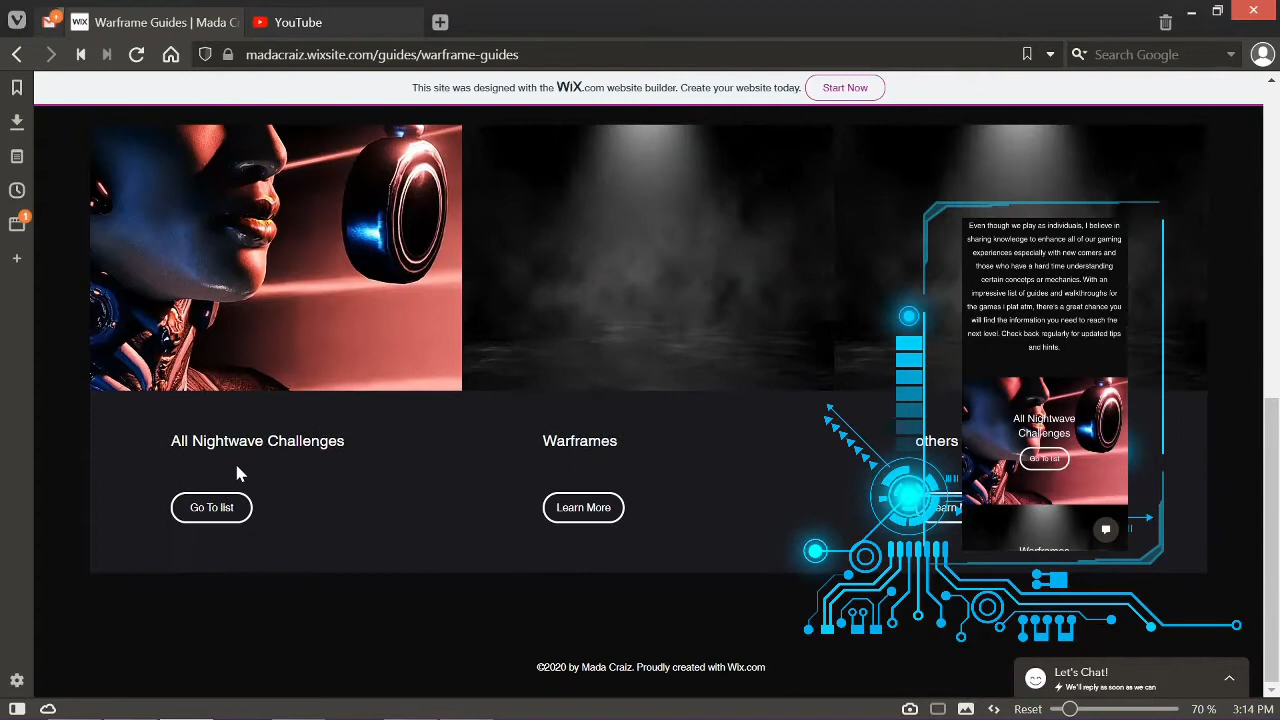 Warframe Guides | Mada C
YouTube
madacraiz.wixsite.com/guides/warframe-guides
Search Google
This site was designed with the WiX.com website builder. Create your website today.
Start Now
Even though we play as individuals, I believe in
sharing knowledge to enhance all of our gaming
experiences especially with new comers and
those who have a hard time understanding
certain concetps or mechanics. With an
impressive list of guides and walkthroughs for
the games i plat atm, there's a great chance you
will find the information you need to reach the
next level. Check back regularly for updated tips
and hints.
All Nightwave
Challenges
Go To list
Warframes
All Nightwave Challenges
Warframes
others
Go To list
Learn More
Learn M
©2020 by Mada Craiz. Proudly created with Wix.com
Let's Chat!
We'll reply as soon as we can
Reset
70 %
3:14 PM